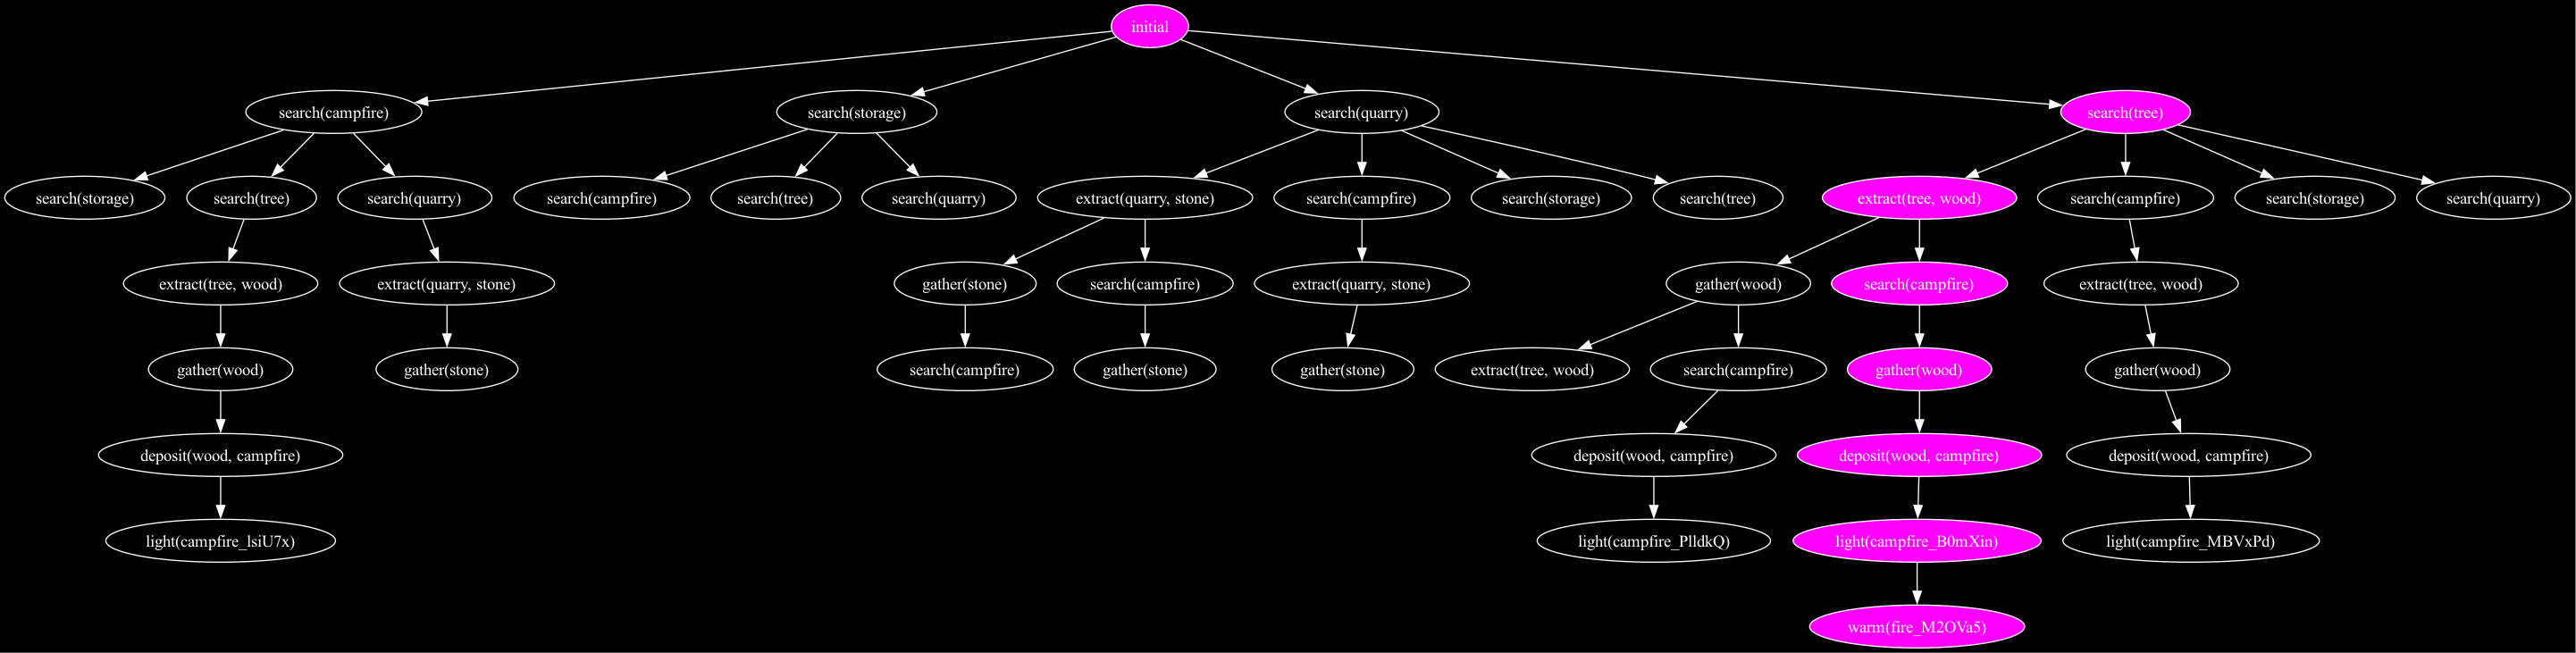 initial
search(campfire)
search(storage)
search(quarry)
search(tree)
search(storage)
search(tree)
search(quarry)
search(campfire)
search(tree)
search(quarry)
extract(quarry, stone)
search(campfire)
search(storage)
search(tree)
extract(tree, wood)
search(campfire)
search(storage)
search(quarry)
extract(tree, wood)
extract(quarry, stone)
gather(stone)
search(campfire)
extract(quarry, stone)
gather(wood)
search(campfire)
extract(tree, wood)
gather(wood)
gather(stone)
search(campfire)
gather(stone)
gather(stone)
extract(tree, wood)
search(campfire)
gather(wood)
gather(wood)
deposit(wood, campfire)
deposit(wood, campfire)
deposit(wood, campfire)
deposit(wood, campfire)
light(campfire_lsiU7x)
light(campfire_PlldkQ)
light(campfire_B0mXin)
light(campfire_MBVxPd)
warm(fire_M2OVa5)